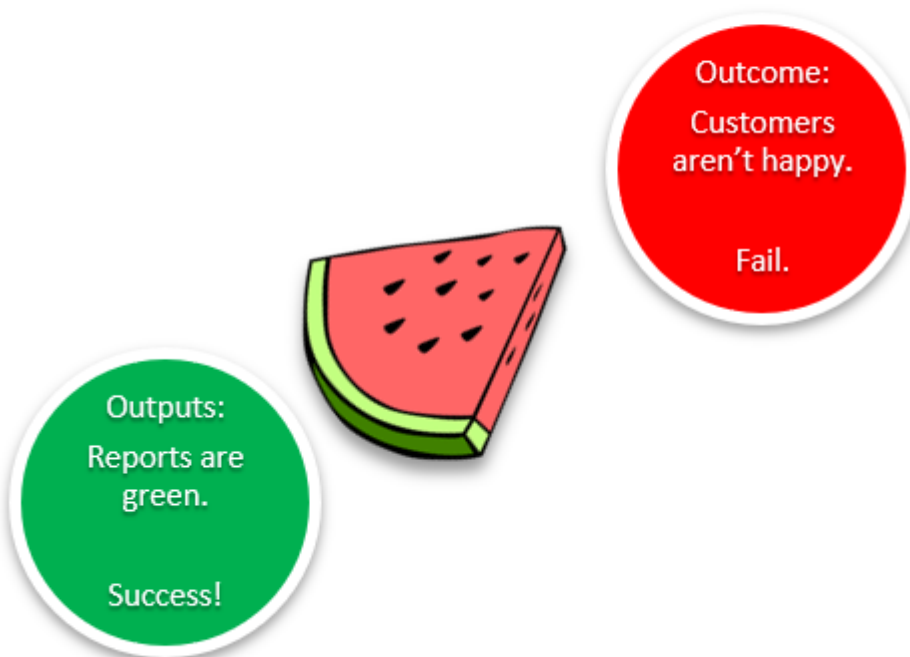 Outcome:
Customers
aren’t happy.
Fail.
Outputs:
Reports are
green.
Success!